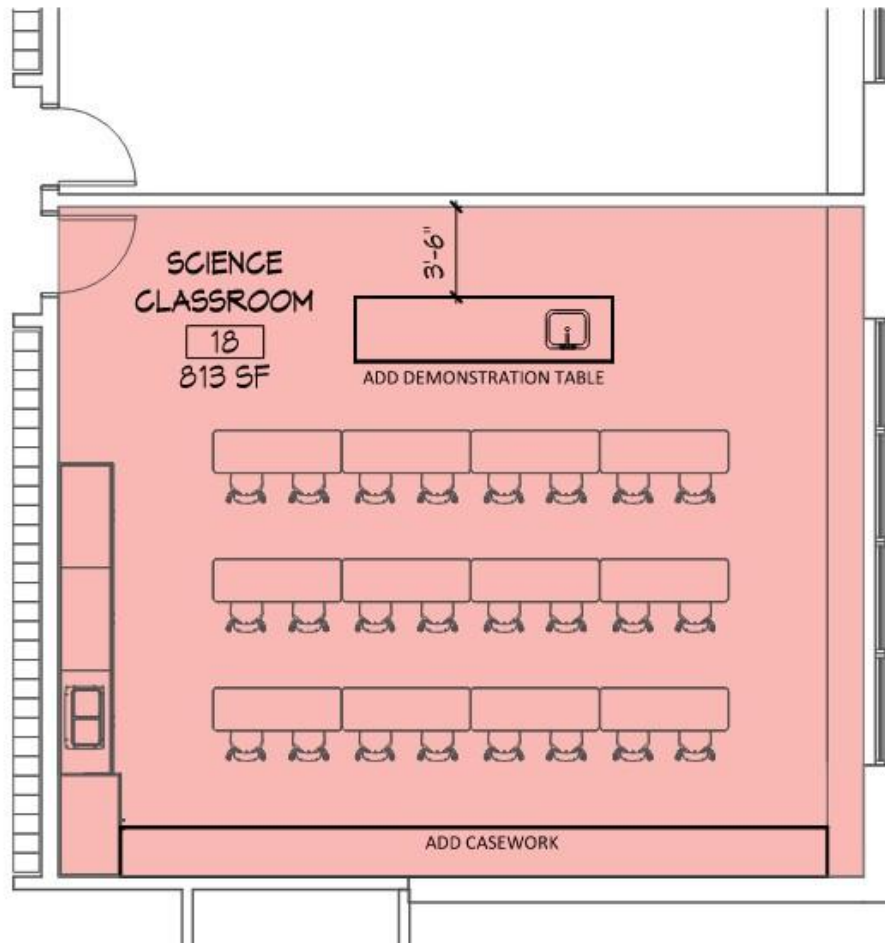 SCIENCE
CLASSROOM
18
813 SF
3'-6"
ADD DEMONSTRATION TABLE
ADD CASEWORK